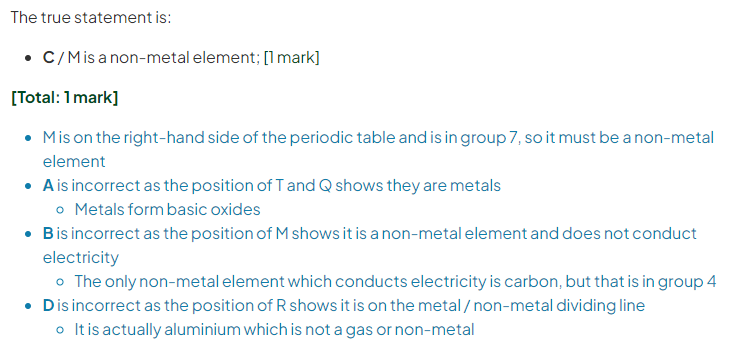 The true statement is:
• C / M is a non-metal element; [1 mark]
[Total: 1 mark]
• M is on the right-hand side of the periodic table and is in group 7, so it must be a non-metal
element
• A is incorrect as the position of T and Q shows they are metals
◦ Metals form basic oxides
• B is incorrect as the position of M shows it is a non-metal element and does not conduct
electricity
◦ The only non-metal element which conducts electricity is carbon, but that is in group 4
• D is incorrect as the position of R shows it is on the metal / non-metal dividing line
◦ It is actually aluminium which is not a gas or non-metal